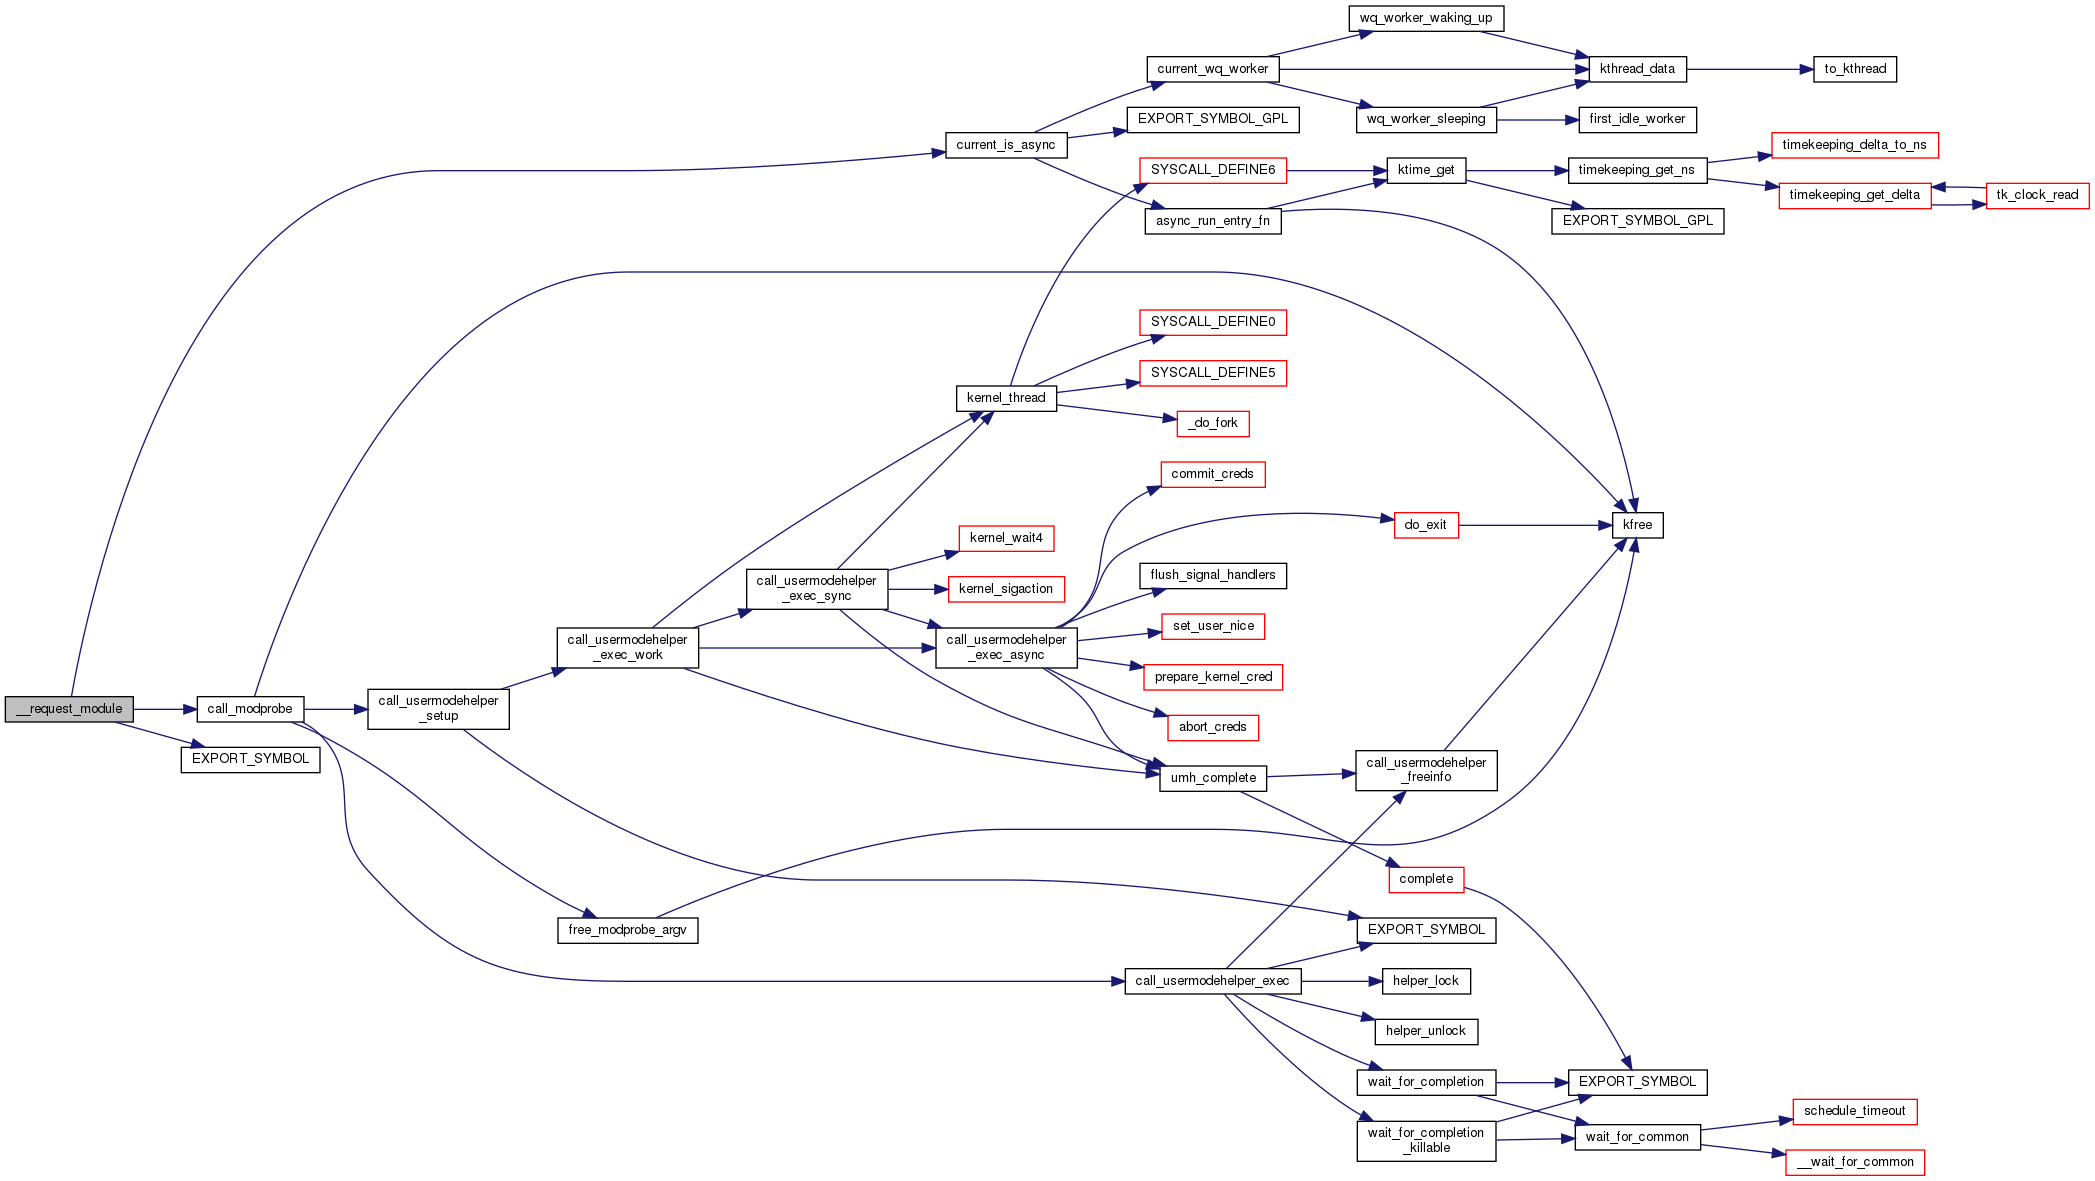 wq_worker_waking_up
current_wq_worker
kthread_data
to_kthread
EXPORT_SYMBOL_GPL
wq_worker_sleeping
first_idle_worker
current_is_async
timekeeping_delta_to_ns
SYSCALL_DEFINE6
ktime_get
timekeeping_get_ns
timekeeping_get_delta
tk_clock_read
async_run_entry_fn
EXPORT_SYMBOL_GPL
SYSCALL_DEFINE0
SYSCALL_DEFINE5
kernel_thread
_do_fork
commit_creds
do_exit
kfree
kernel_wait4
flush_signal_handlers
call_usermodehelper
_exec_sync
kernel_sigaction
set_user_nice
call_usermodehelper
_exec_work
call_usermodehelper
_exec_async
prepare_kernel_cred
__request_module
call_modprobe
call_usermodehelper
_setup
abort_creds
EXPORT_SYMBOL
umh_complete
call_usermodehelper
_freeinfo
complete
free_modprobe_argv
EXPORT_SYMBOL
call_usermodehelper_exec
helper_lock
helper_unlock
wait_for_completion
EXPORT_SYMBOL
schedule_timeout
wait_for_completion
_killable
wait_for_common
__wait_for_common